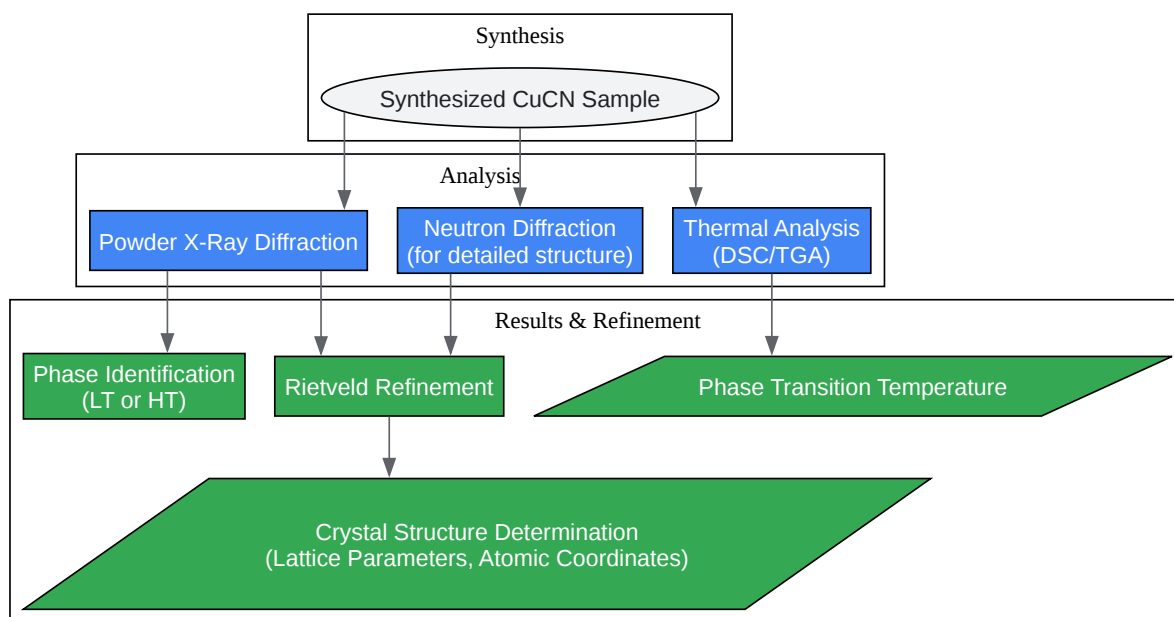 Synthesis
Synthesized CuCN Sample
Analysis
Powder X-Ray Diffraction
Neutron Diffraction
(for detailed structure)
Thermal Analysis
(DSC/TGA)
Results & Refinement
Phase Identification
(LT or HT)
Rietveld Refinement
Phase Transition Temperature
Crystal Structure Determination
(Lattice Parameters, Atomic Coordinates)